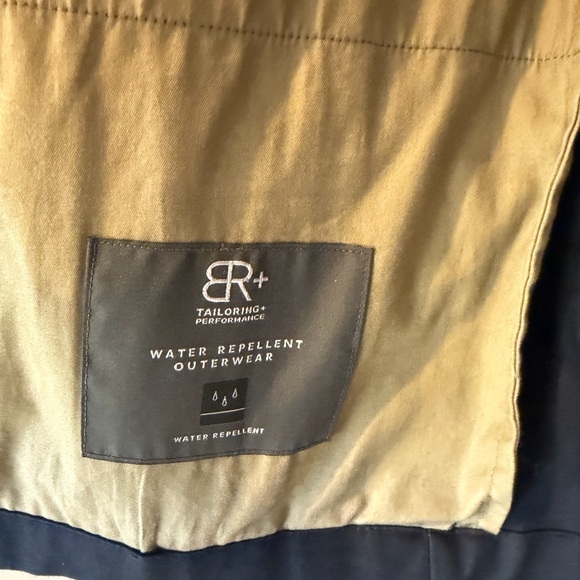 BR+
TAILORING+
PERFORMANCE
WATER REPELLENT
OUTERWEAR
WATER REPELLENT